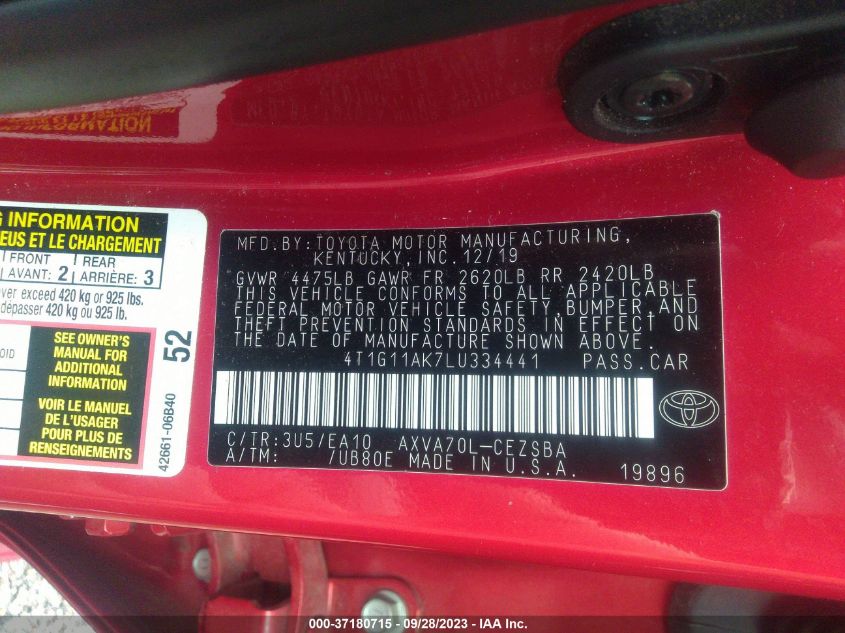 NOITAMROFNI
G INFORMATION
EUS ET LE CHARGEMENT
FRONT REAR
AVANT: 2 ARRIÈRE: 3
ver exceed 420 kg or 925 lbs.
dépasser 420 kg ou 925 lb.
OID
SEE OWNER'S
MANUAL FOR
ADDITIONAL
INFORMATION
VOIR LE MANUEL
DE L'USAGER
POUR PLUS DE
RENSEIGNEMENTS
52
42661-06B40
MFD.BY:TOYOTA MOTOR MANUFACTURING,
KENTUCKY,INC.12/19
GVWR 4475LB GAWR FR 2620LB RR 2420LB
THIS VEHICLE CONFORMS TO ALL APPLICABLE
FEDERAL MOTOR VEHICLE SAFETY,BUMPER,AND
THEFT PREVENTION STANDARDS IN EFFECT ON
THE DATE OF MANUFACTURE SHOWN ABOVE.
4T1G11AK7LU334441 PASS.CAR
C/TR:3U5/EA10 AXVA70L-CEZSBA
A/TM: /UB80E MADE IN U.S.A.
19896
000-37180715 - 09/28/2023 - IAA Inc.